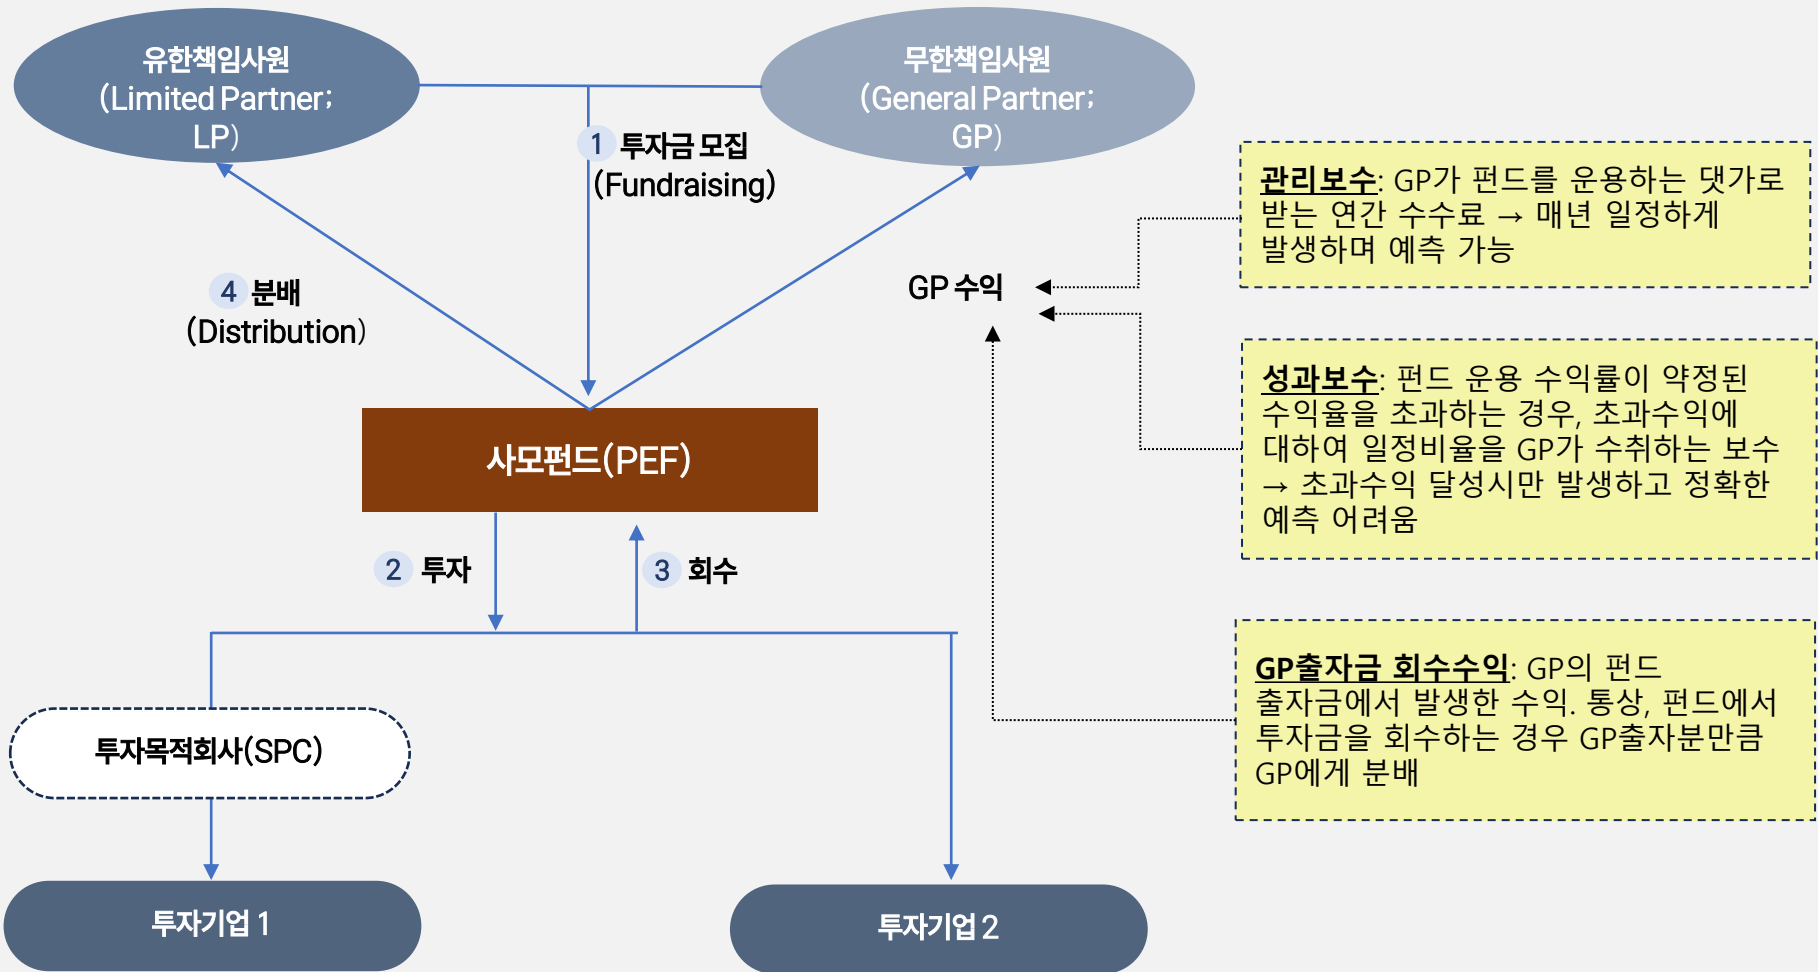 유한책임사원
(Limited Partner;
LP)
무한책임사원
(General Partner;
GP)
1 투자금 모집
(Fundraising)
관리보수: GP가 펀드를 운용하는 댓가로
받는 연간 수수료 → 매년 일정하게
발생하며 예측 가능
4 분배
(Distribution)
GP 수익
성과보수: 펀드 운용 수익률이 약정된
수익율을 초과하는 경우, 초과수익에
대하여 일정비율을 GP가 수취하는 보수
→ 초과수익 달성시만 발생하고 정확한
예측 어려움
사모펀드(PEF)
2 투자
3 회수
GP출자금 회수수익: GP의 펀드
출자금에서 발생한 수익. 통상, 펀드에서
투자금을 회수하는 경우 GP출자분만큼
GP에게 분배
투자목적회사(SPC)
투자기업 1
투자기업 2